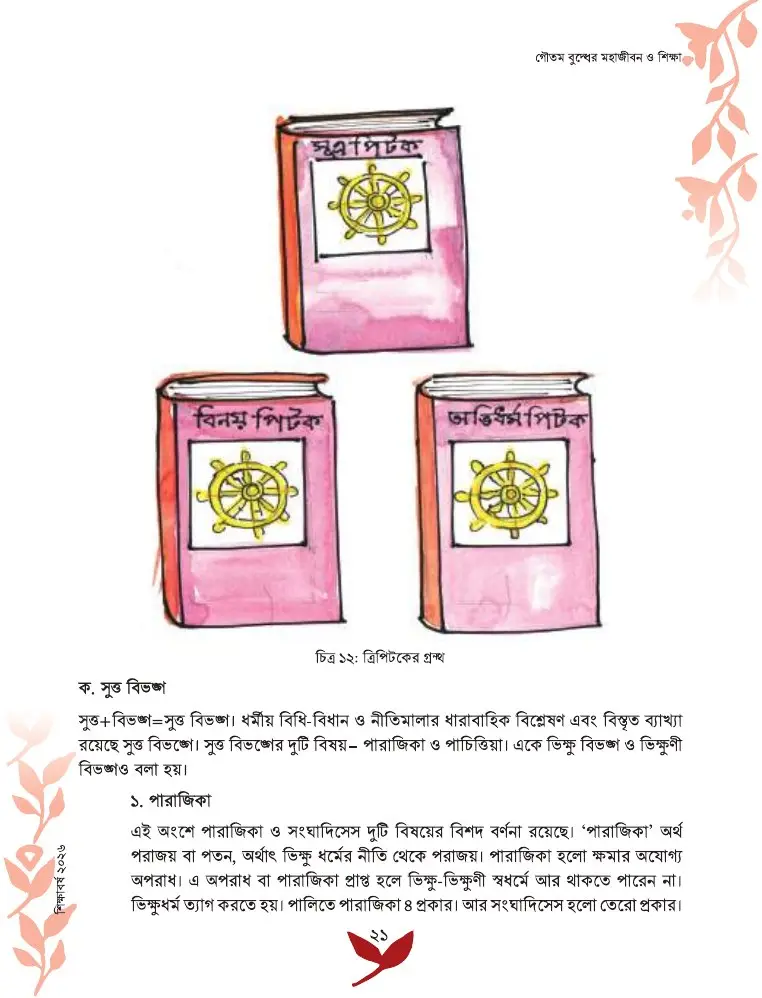 গৌতম বুদ্ধের মহাজীবন ও শিক্ষা
সূত্র পিটক
বিনয় পিটক
অভিধর্ম পিটক
চিত্র ১২: ত্রিপিটকের গ্রন্থ
ক. সুত্ত বিভঙ্গ
সুত্ত+বিভঙ্গ=সুত্ত বিভঙ্গ। ধর্মীয় বিধি-বিধান ও নীতিমালার ধারাবাহিক বিশ্লেষণ এবং বিস্তৃত ব্যাখ্যা
রয়েছে সুত্ত বিভঙ্গে। সুত্ত বিভঙ্গের দুটি বিষয়– পারাজিকা ও পাচিত্তিয়া। একে ভিক্ষু বিভঙ্গ ও ভিক্ষুণী
বিভঙ্গও বলা হয়।
১. পারাজিকা
এই অংশে পারাজিকা ও সংঘাদিসেস দুটি বিষয়ের বিশদ বর্ণনা রয়েছে। ‘পারাজিকা’ অর্থ
পরাজয় বা পতন, অর্থাৎ ভিক্ষু ধর্মের নীতি থেকে পরাজয়। পারাজিকা হলো ক্ষমার অযোগ্য
অপরাধ। এ অপরাধ বা পারাজিকা প্রাপ্ত হলে ভিক্ষু-ভিক্ষুণী স্বধর্মে আর থাকতে পারেন না।
ভিক্ষুধর্ম ত্যাগ করতে হয়। পালিতে পারাজিকা ৪ প্রকার। আর সংঘাদিসেস হলো তেরো প্রকার।
শিক্ষাবর্ষ ২০২৬
২১